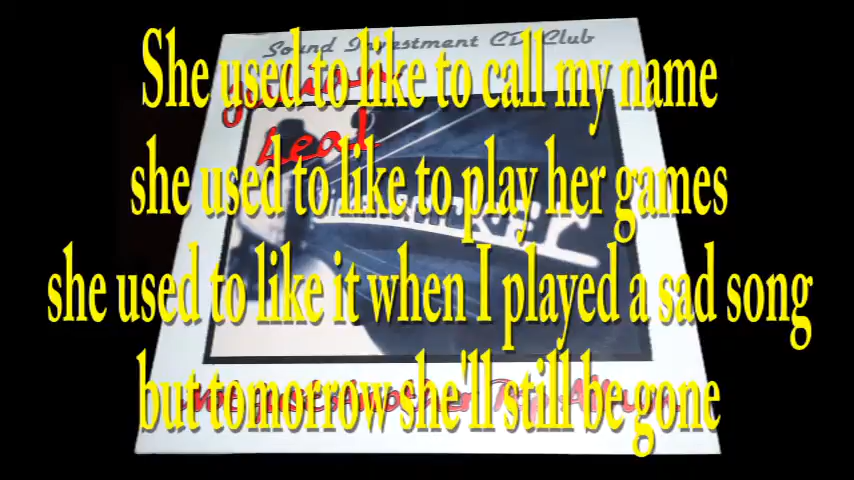 Sound Investment CD Club
She used to like to call my name
she used to like to play her games
she used to like it when I played a sad song
but tomorrow she'll still be gone